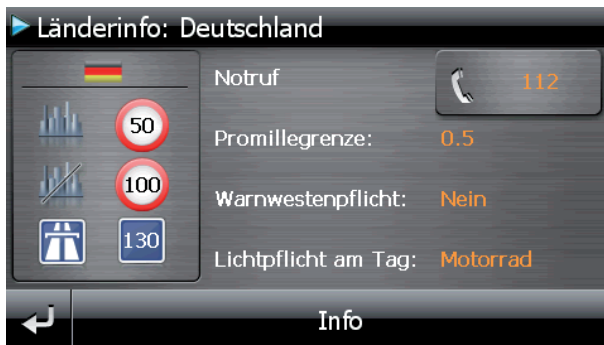 Länderinfo: Deutschland
Notruf
112
50
Promillegrenze:
0.5
100
Warnwestenpflicht:
Nein
130
Lichtpflicht am Tag:
Motorrad
Info